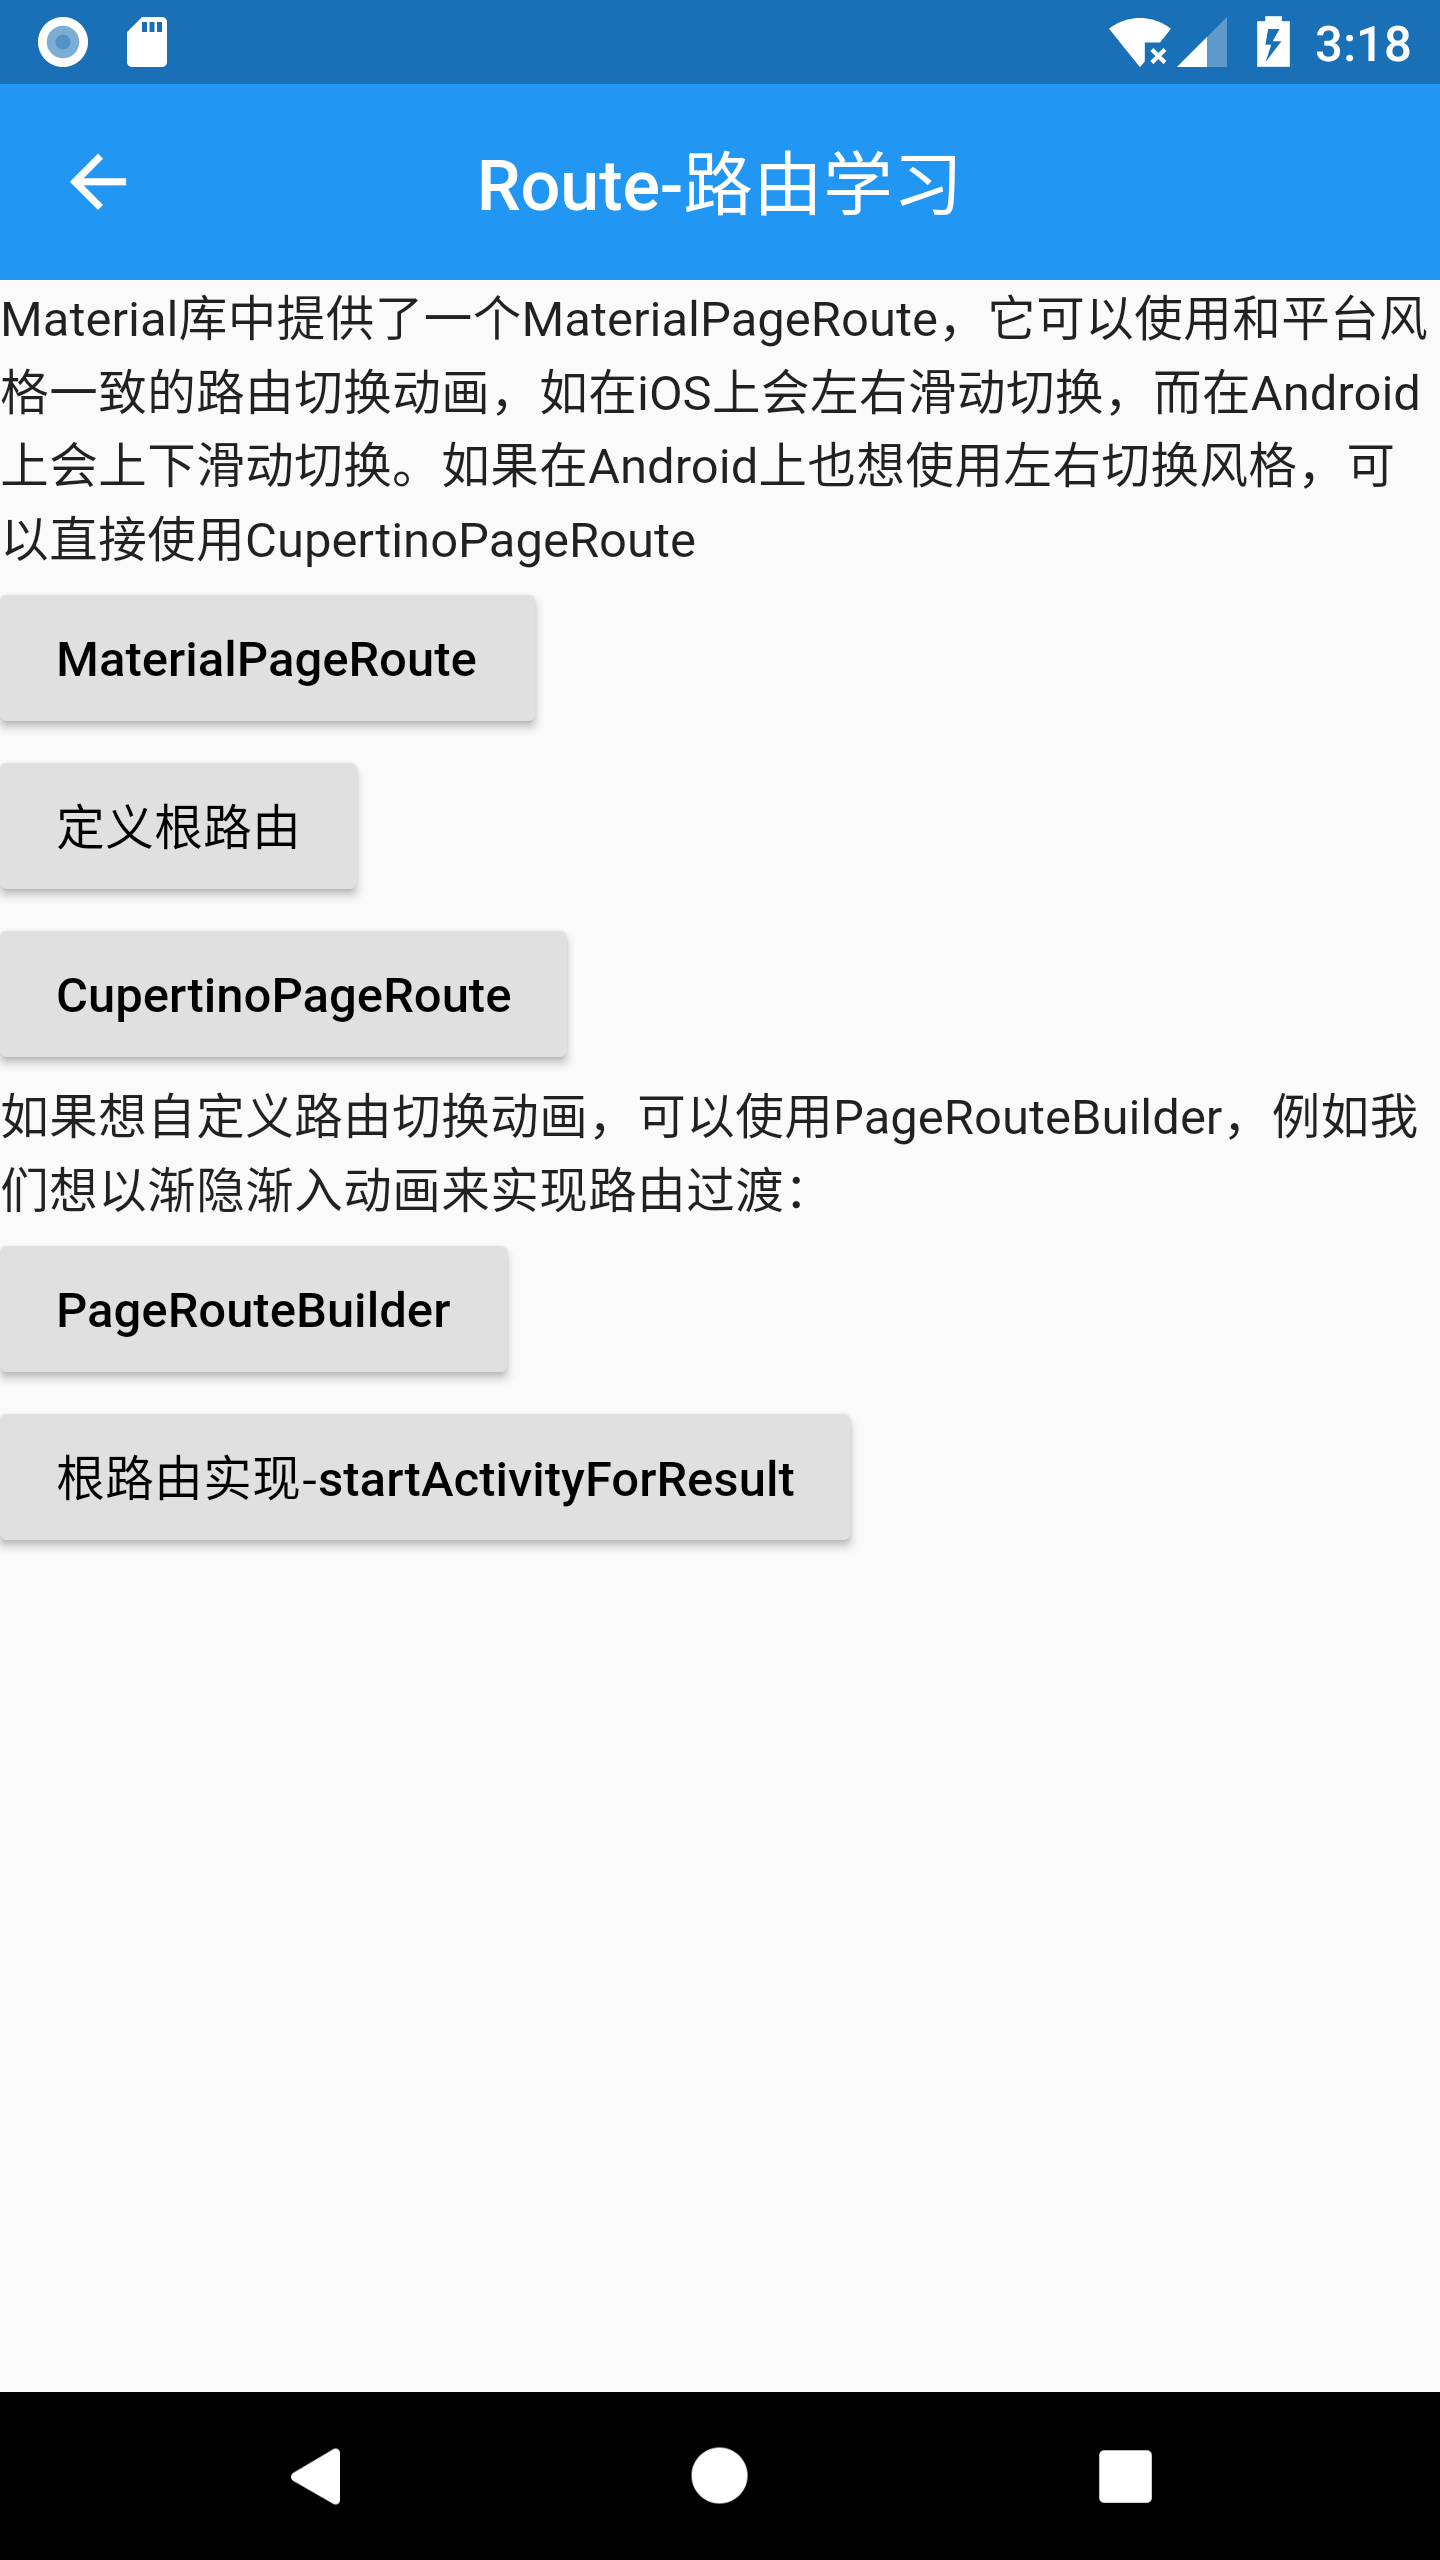 3:18
Route-路由学习
Material库中提供了一个MaterialPageRoute，它可以使用和平台风
格一致的路由切换动画，如在iOS上会左右滑动切换，而在Android
上会上下滑动切换。如果在Android上也想使用左右切换风格，可
以直接使用CupertinoPageRoute
MaterialPageRoute
定义根路由
CupertinoPageRoute
如果想自定义路由切换动画，可以使用PageRouteBuilder，例如我
们想以渐隐渐入动画来实现路由过渡：
PageRouteBuilder
根路由实现-startActivityForResult